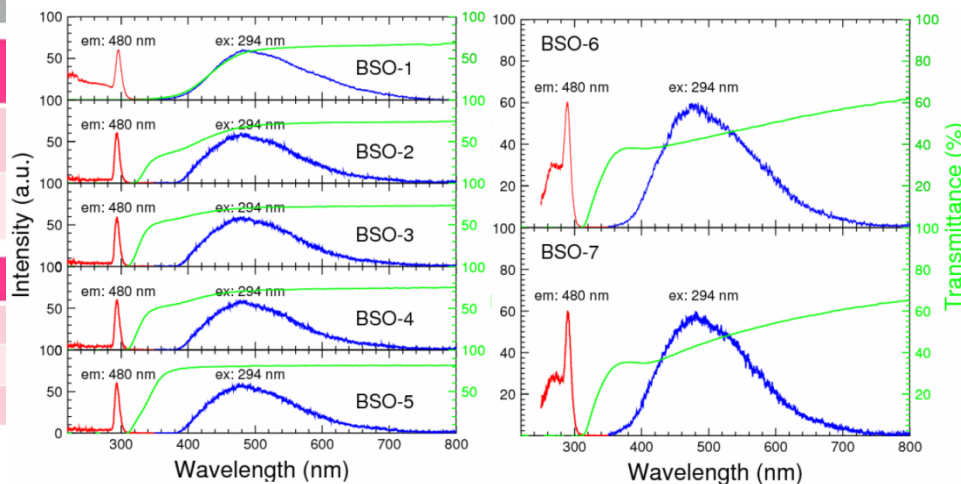 100
100
em: 480 nm
ex: 294 nm
50
50
BSO-1
100
100
em: 480 nm
ex: 294 nm
50
50
BSO-2
100
100
em: 480 nm
ex: 294 nm
50
50
BSO-3
100
100
em: 480 nm
ex: 294 nm
50
50
BSO-4
100
100
em: 480 nm
ex: 294 nm
50
50
BSO-5
0
0
300 400 500 600 700 800
Wavelength (nm)
Intensity (a.u.)
100
100
BSO-6
80
80
em: 480 nm
ex: 294 nm
60
60
40
40
20
20
100
100
BSO-7
80
80
em: 480 nm
ex: 294 nm
60
60
40
40
20
20
300 400 500 600 700 800
Wavelength (nm)
Transmittance (%)